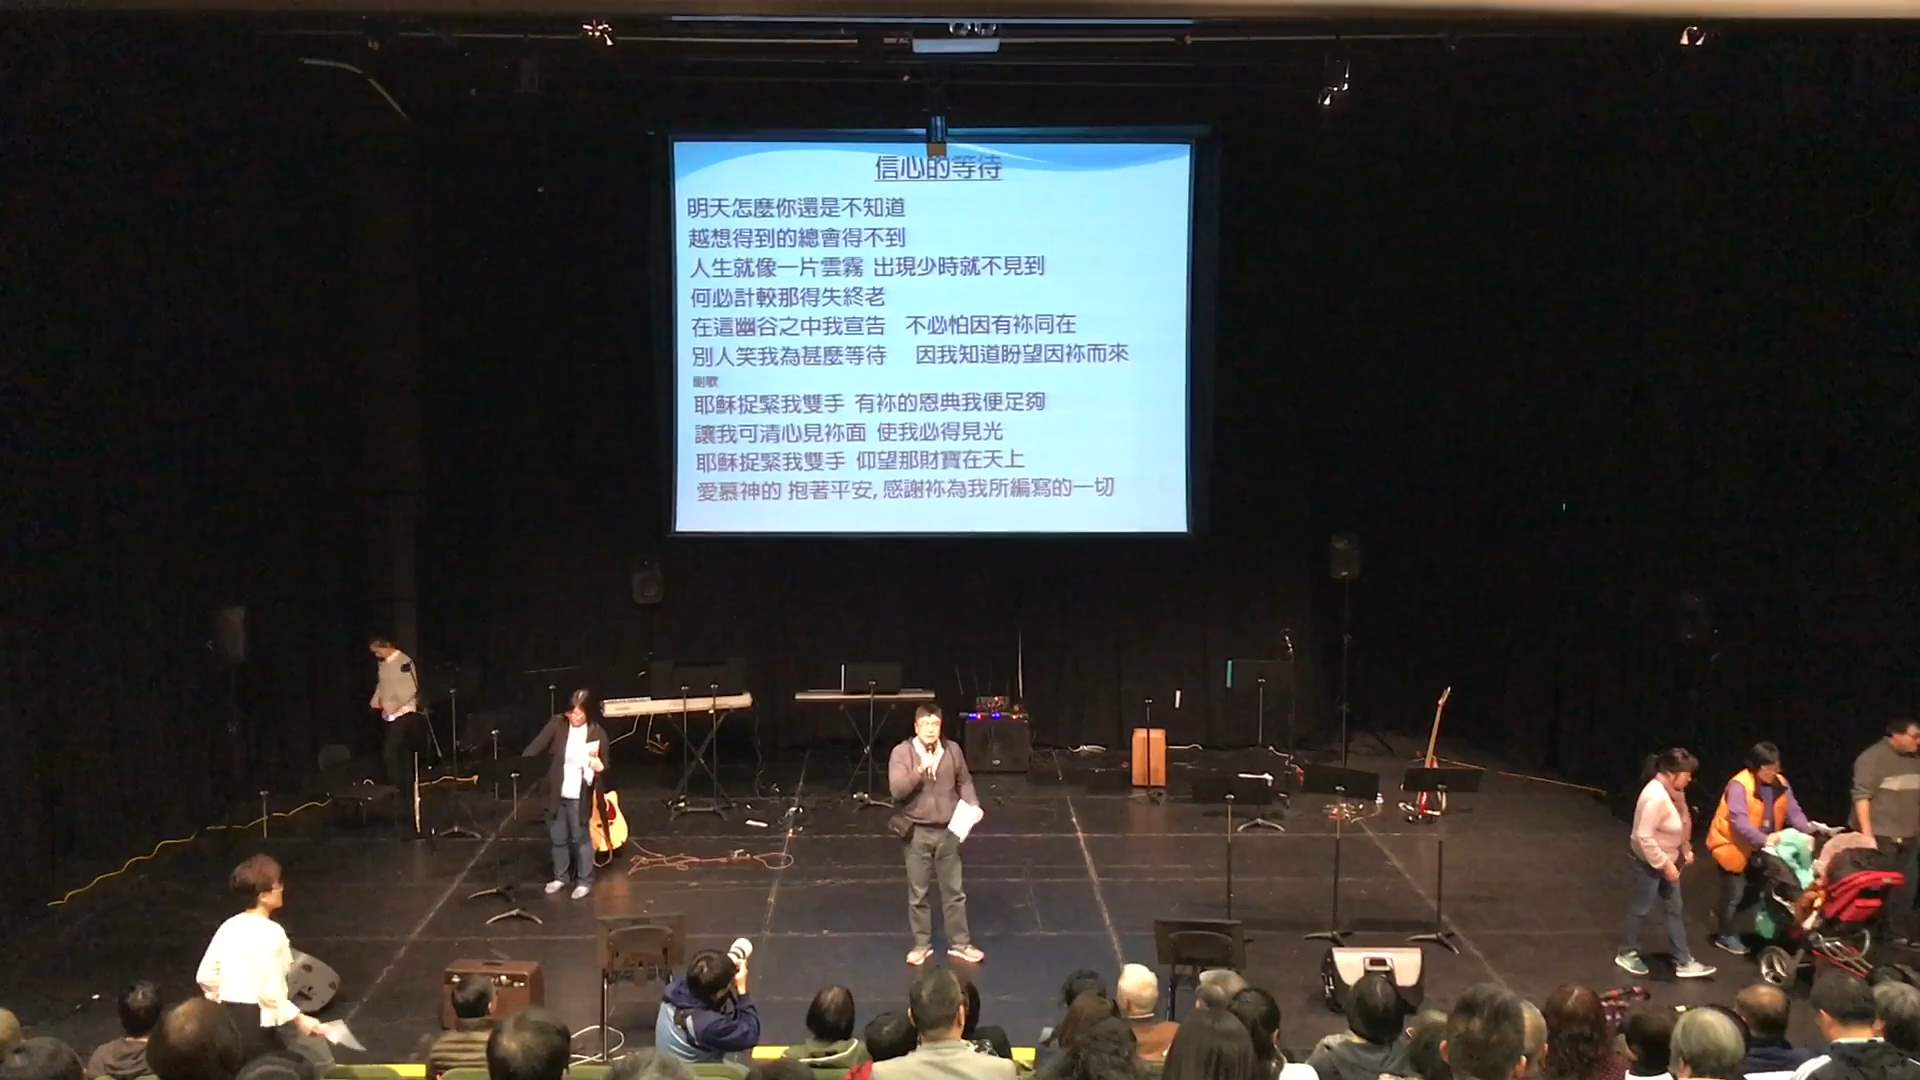 信心的等待
明天怎麼你還是不知道
越想得到的總會得不到
人生就像一片雲霧 出現少時就不見到
何必計較那得失終老
在這幽谷之中我宣告 不必怕因有祢同在
別人笑我為甚麼等待 因我知道盼望因祢而來
副歌
耶穌捉緊我雙手 有祢的恩典我便足夠
讓我可清心見祢面 使我必得見光
耶穌捉緊我雙手 仰望那財寶在天上
愛慕神的 抱著平安, 感謝祢為我所編寫的一切